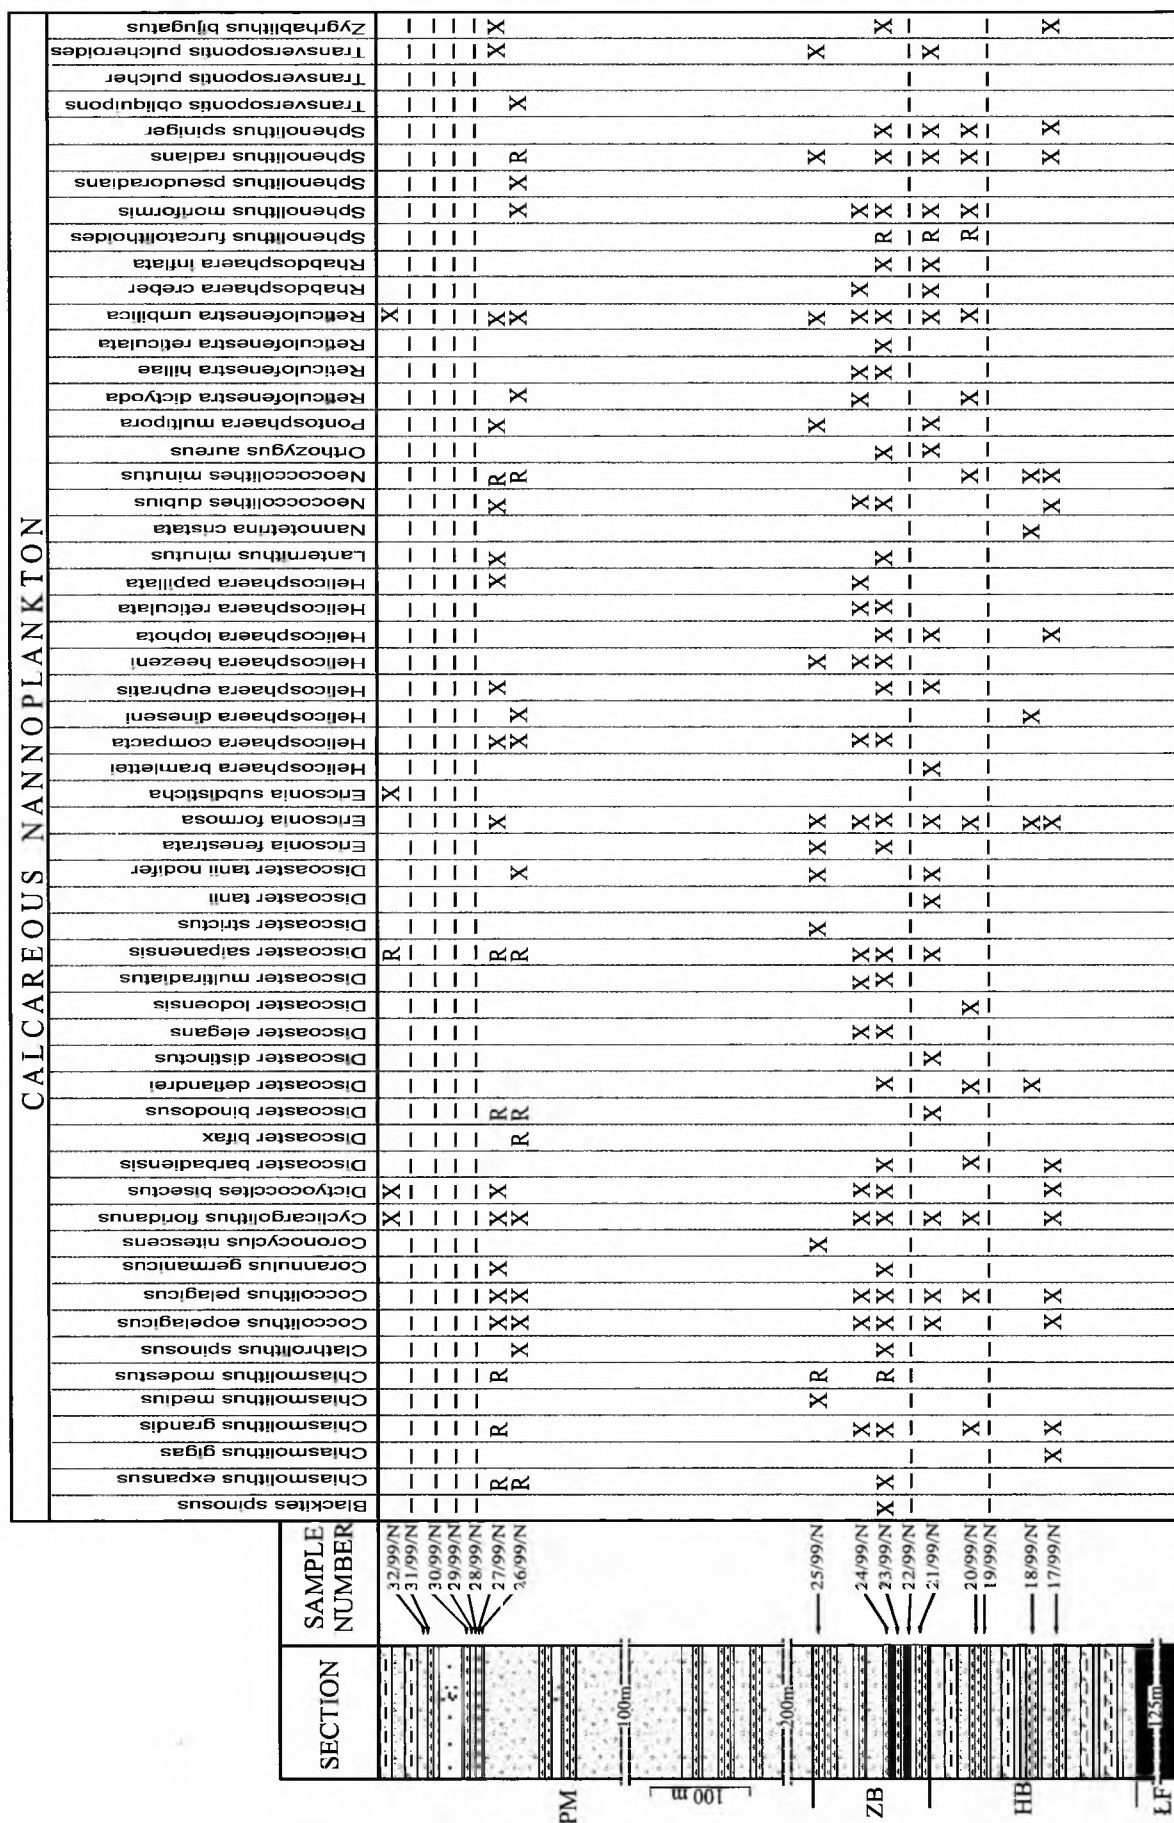 CALCAREOUS NANNOPLANKTON
Zygrhablithus bijugatus X X X
Transversopontis pulcheroides X X X
Transversopontis pulcher
Transversopontis obliquipons X
Sphenolithus spiniger X X X X
Sphenolithus radians R X X X X X
Sphenolithus pseudoradians X
Sphenolithus moriformis X X X X X
Sphenolithus furcatolithoides R R R
Rhabdosphaera inflata X X
Rhabdosphaera creber X X
Reticulofenestra umbilica X X X X X X X X
Reticulofenestra reticulata X
Reticulofenestra hillae X X
Reticulofenestra dictyoda X X X
Pontosphaera multipora X X X
Orthozygus aureus X X
Neococcolithes minutus R R X X X
Neococcolithes dubius X X X X
Nannotetrina cristata X
Lanternithus minutus X X
Helicosphaera papillata X X
Helicosphaera reticulata X X
Helicosphaera lophota X X X
Helicosphaera heezeni X X X
Helicosphaera euphratis X X X
Helicosphaera dineseni X X
Helicosphaera compacta X X X X
Helicosphaera bramlettei X
Ericsonia subdisticha X
Ericsonia formosa X X X X X X X X
Ericsonia fenestrata X X
Discoaster tanii nodifer X X X
Discoaster tanii X
Discoaster strictus X
Discoaster saipanensis R R R X X X
Discoaster multiradiatus X X
Discoaster lodoensis X
Discoaster elegans X X
Discoaster distinctus X
Discoaster deflandrei X X X
Discoaster binodosus R R X
Discoaster bifax R
Discoaster barbadiensis X X X
Dictyococcites bisectus X X X X X
Cyclicargolithus floridanus X X X X X X X X
Coronocyclus nitescens X
Corannulus germanicus X X
Coccolithus pelagicus X X X X X X X
Coccolithus eopelagicus X X X X X X
Clathrolithus spinosus X X
Chiasmolithus modestus R R R
Chiasmolithus medius X
Chiasmolithus grandis R X X X X
Chiasmolithus gigas X
Chiasmolithus expansus R R X
Blackites spinosus X
SAMPLE
NUMBER
32/99/N
31/99/N
30/99/N
29/99/N
28/99/N
27/99/N
26/99/N
25/99/N
24/99/N
23/99/N
22/99/N
21/99/N
20/99/N
19/99/N
18/99/N
17/99/N
SECTION
100m
200m
125m
100 m
PM
ZB
HB
ŁF